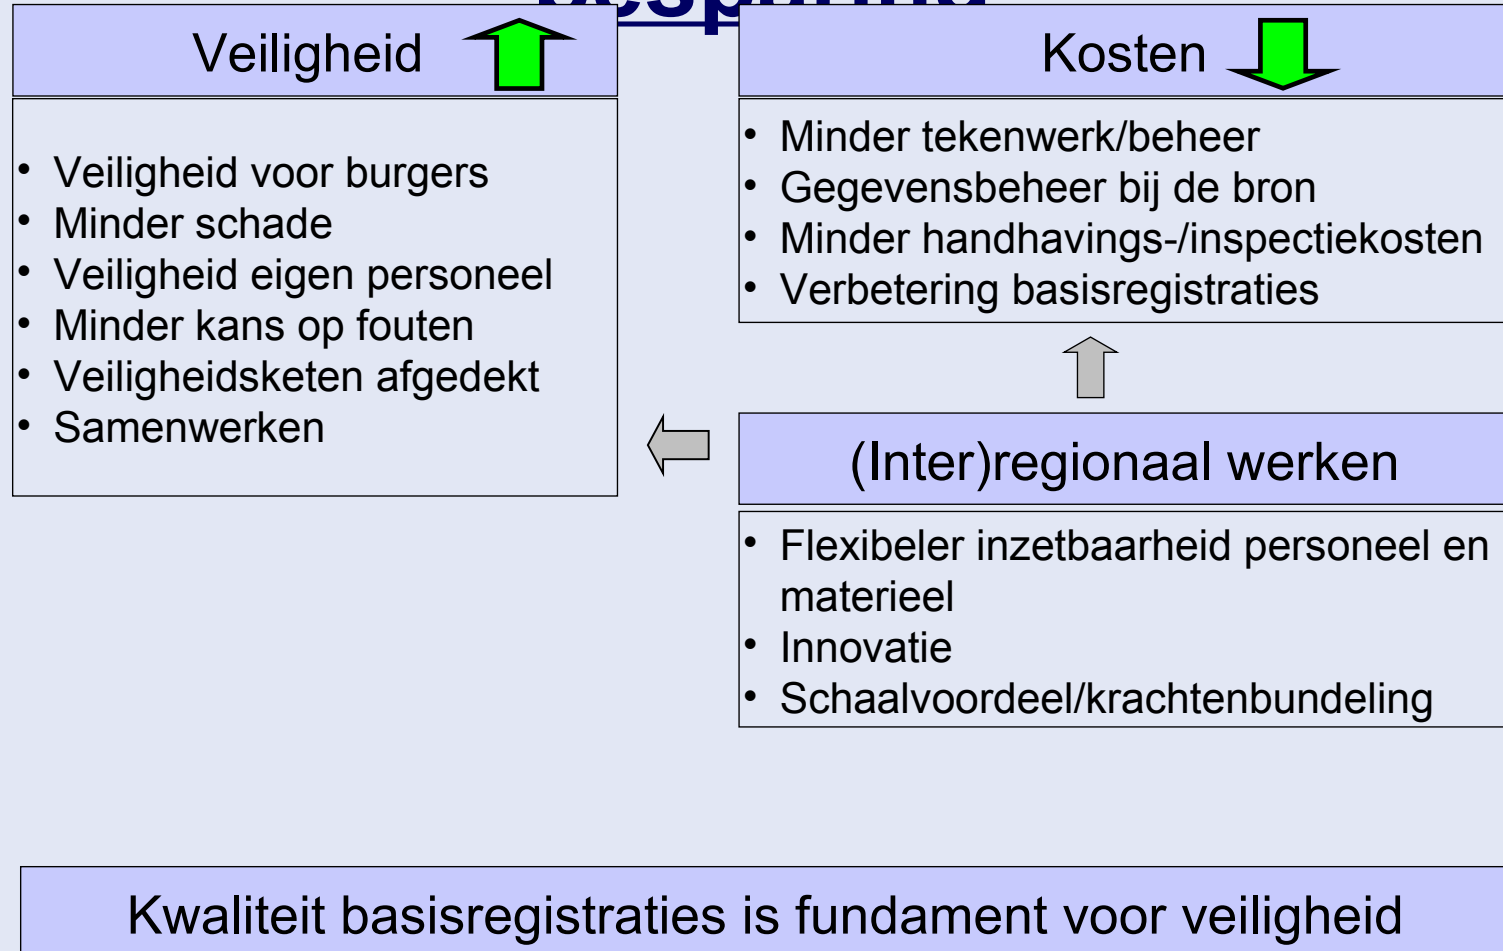 Veiligheid
• Veiligheid voor burgers
• Minder schade
• Veiligheid eigen personeel
• Minder kans op fouten
• Veiligheidsketen afgedekt
• Samenwerken
Kosten
• Minder tekenwerk/beheer
• Gegevensbeheer bij de bron
• Minder handhavings-/inspectiekosten
• Verbetering basisregistraties
(Inter)regionaal werken
• Flexibeler inzetbaarheid personeel en
materieel
• Innovatie
• Schaalvoordeel/krachtenbundeling
Kwaliteit basisregistraties is fundament voor veiligheid